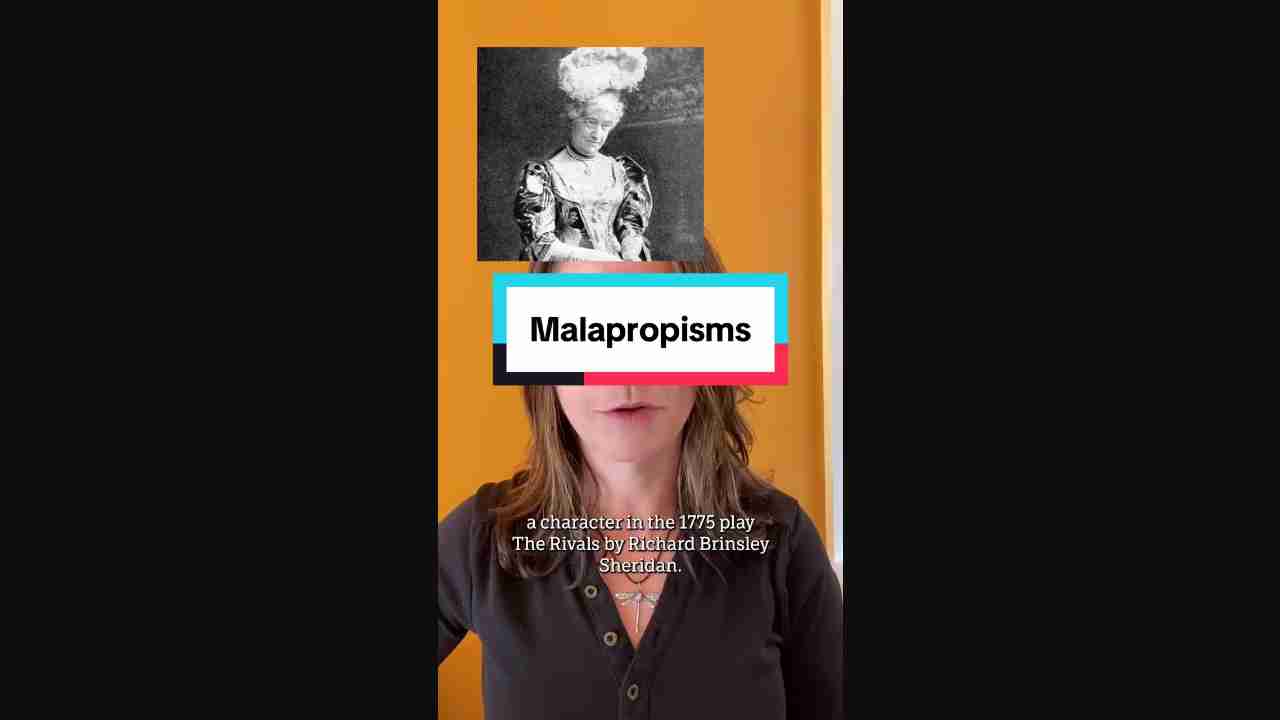 Malapropisms
a character in the 1775 play
The Rivals by Richard Brinsley
Sheridan.